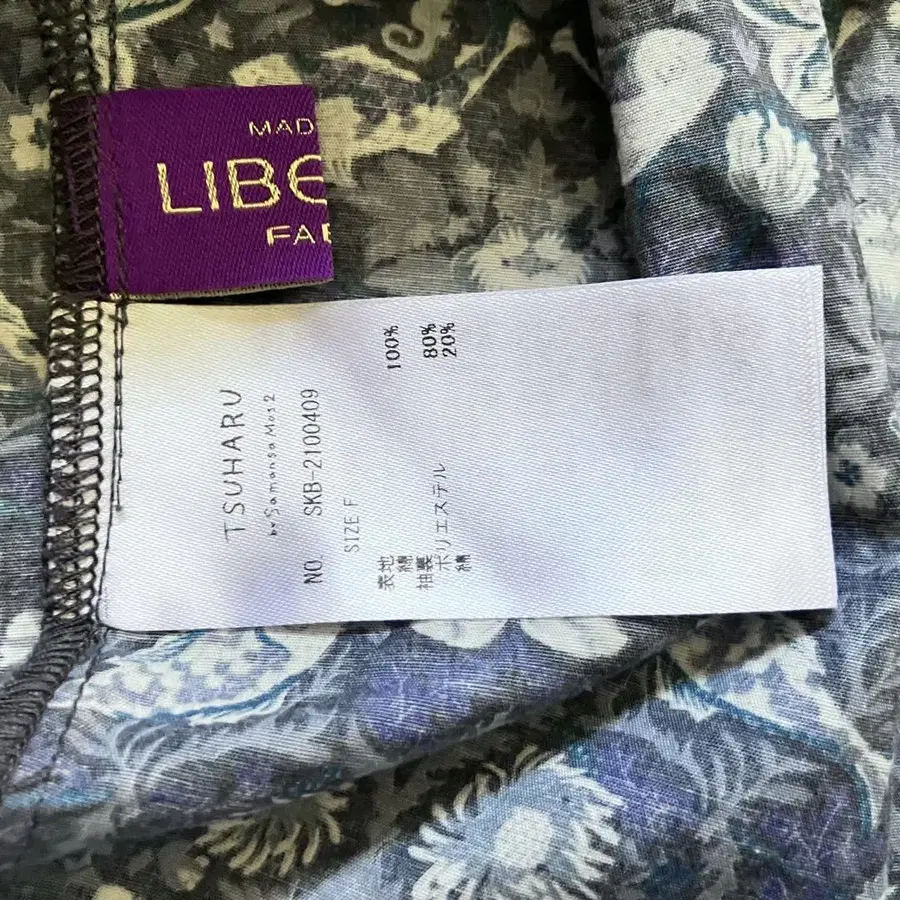 MAD
LIBE
FAB
TSUHARU
by Samansa Mos2
NO. SKB-2100409
SIZE F
表地
綿 100%
袖裏
ポリエステル 80%
綿 20%